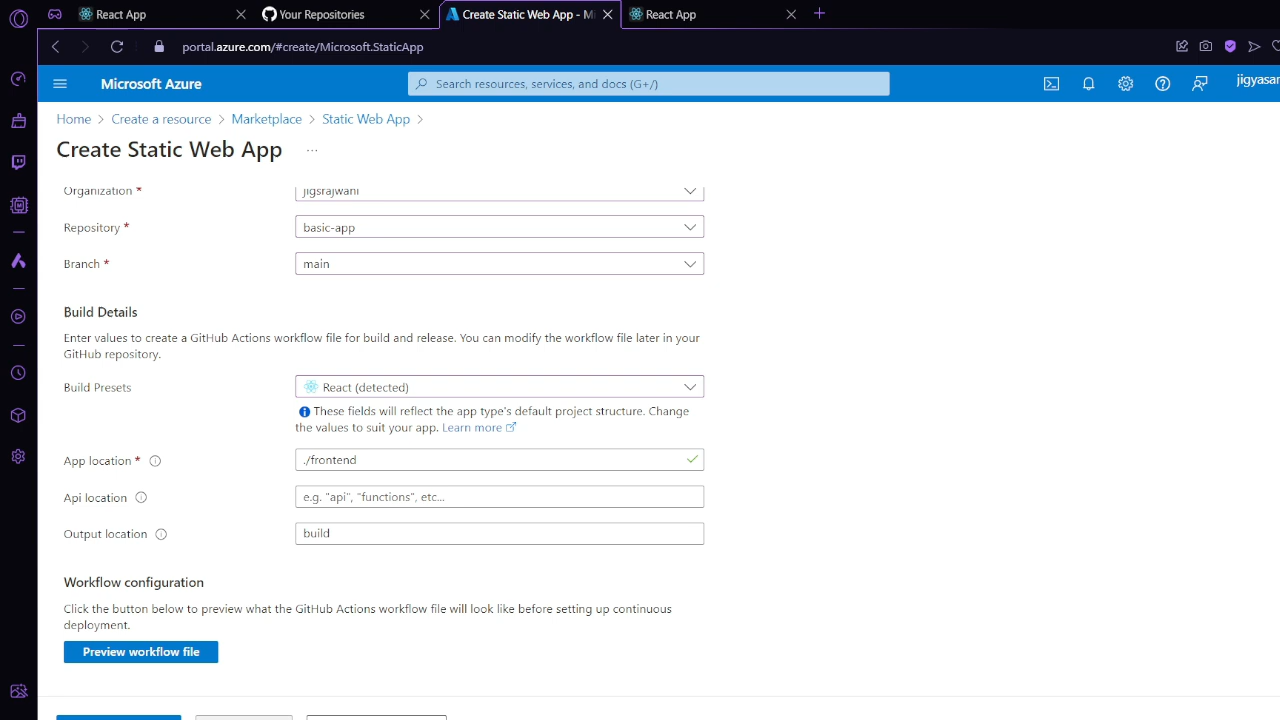 React App
Your Repositories
Create Static Web App - Mi
React App
portal.azure.com/#create/Microsoft.StaticApp
Microsoft Azure
Search resources, services, and docs (G+/)
jigyasar
Home > Create a resource > Marketplace > Static Web App >
Create Static Web App ...
Organization * jigsrajwani
Repository * basic-app
Branch * main
Build Details
Enter values to create a GitHub Actions workflow file for build and release. You can modify the workflow file later in your
GitHub repository.
Build Presets React (detected)
These fields will reflect the app type's default project structure. Change
the values to suit your app. Learn more
App location * ./frontend
Api location e.g. "api", "functions", etc...
Output location build
Workflow configuration
Click the button below to preview what the GitHub Actions workflow file will look like before setting up continuous
deployment.
Preview workflow file